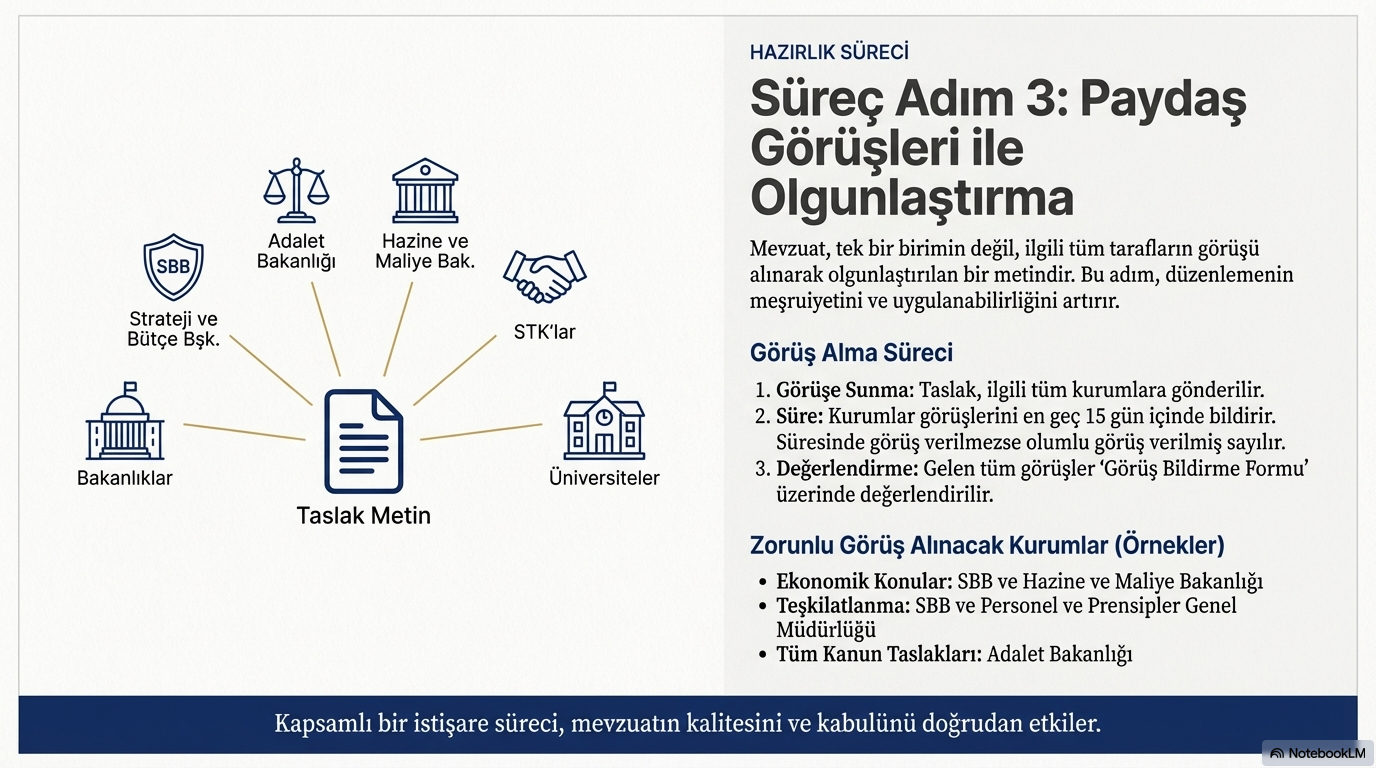 HAZIRLIK SÜRECİ
Süreç Adım 3: Paydaş
Görüşleri ile
Olgunlaştırma
Mevzuat, tek bir birimin değil, ilgili tüm tarafların görüşü
alınarak olgunlaştırılan bir metindir. Bu adım, düzenlemenin
meşruiyetini ve uygulanabilirliğini artırır.
Görüş Alma Süreci
1. Görüşe Sunma: Taslak, ilgili tüm kurumlara gönderilir.
2. Süre: Kurumlar görüşlerini en geç 15 gün içinde bildirir.
Süresinde görüş verilmezse olumlu görüş verilmiş sayılır.
3. Değerlendirme: Gelen tüm görüşler ‘Görüş Bildirme Formu’
üzerinde değerlendirilir.
Zorunlu Görüş Alınacak Kurumlar (Örnekler)
• Ekonomik Konular: SBB ve Hazine ve Maliye Bakanlığı
• Teşkilatlanma: SBB ve Personel ve Prensipler Genel
Müdürlüğü
• Tüm Kanun Taslakları: Adalet Bakanlığı
Adalet
Bakanlığı
Hazine ve
Maliye Bak.
SBB
Strateji ve
Bütçe Bşk.
STK‘lar
Bakanlıklar
Üniversiteler
Taslak Metin
Kapsamlı bir istişare süreci, mevzuatın kalitesini ve kabulünü doğrudan etkiler.
NotebookLM